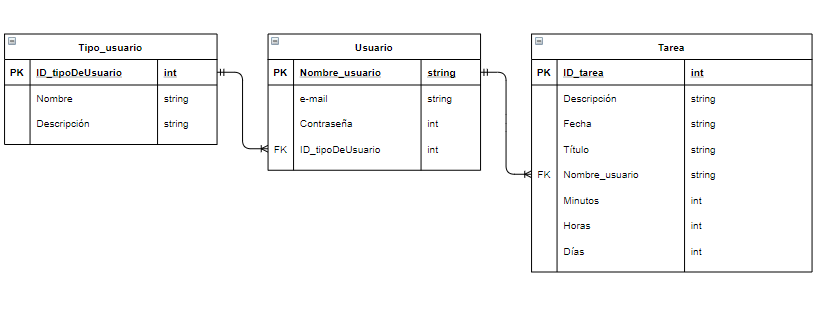 Tipo_usuario
PK ID_tipoDeUsuario int
Nombre string
Descripción string
Usuario
PK Nombre_usuario string
e-mail string
Contraseña int
FK ID_tipoDeUsuario int
Tarea
PK ID_tarea int
Descripción string
Fecha string
Título string
FK Nombre_usuario string
Minutos int
Horas int
Días int